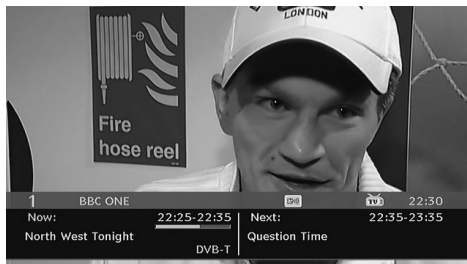 LONDON
Fire
hose reel
1 BBC ONE TV 22:30
Now: 22:25-22:35 Next: 22:35-23:35
North West Tonight Question Time
DVB-T